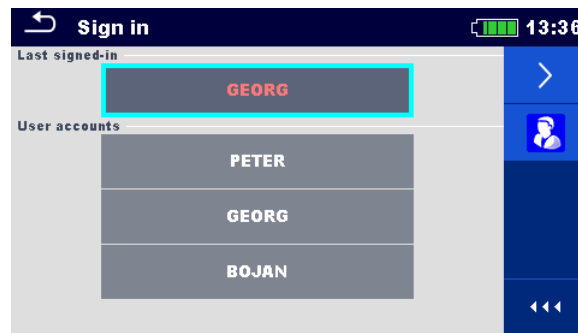 Sign in 13:36
Last signed-in
GEORG
User accounts
PETER
GEORG
BOJAN